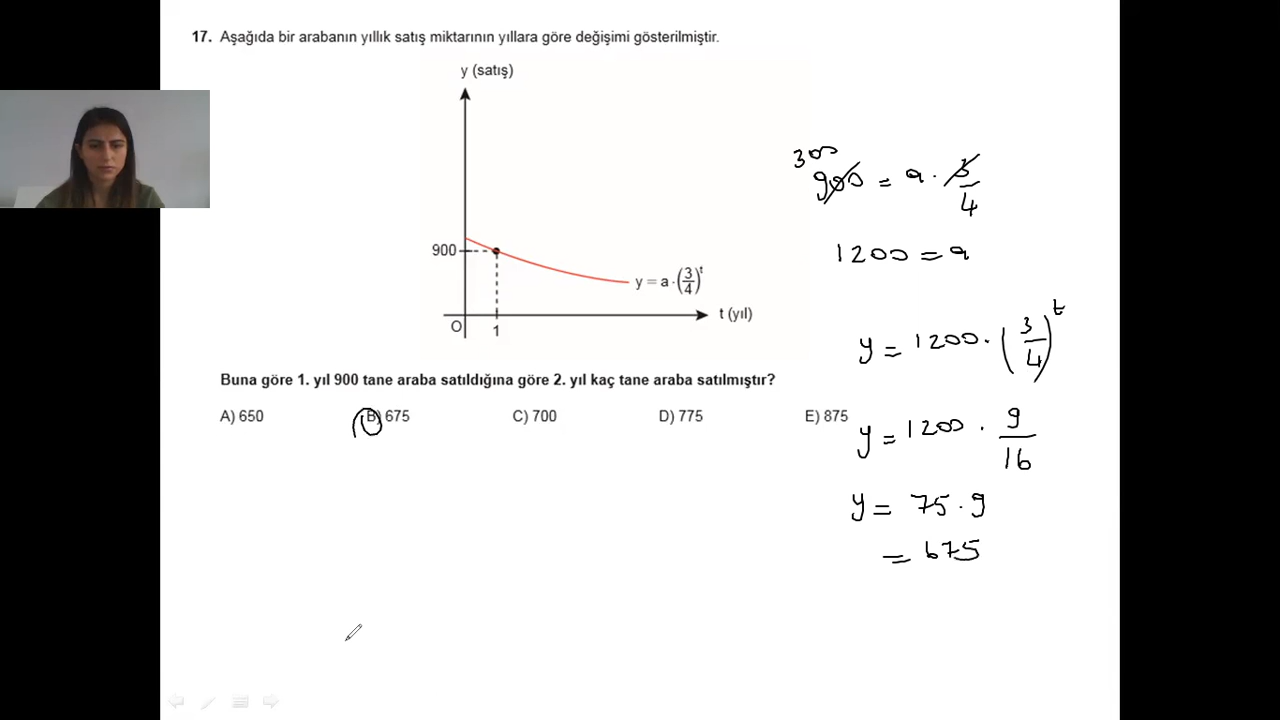 17. Aşağıda bir arabanın yıllık satış miktarının yıllara göre değişimi gösterilmiştir.
y (satış)
900
y = a · (3/4)^t
t (yıl)
O
1
Buna göre 1. yıl 900 tane araba satıldığına göre 2. yıl kaç tane araba satılmıştır?
A) 650 B) 675 C) 700 D) 775 E) 875
300
900 = a · 3/4
1200 = a
y = 1200 · (3/4)^t
y = 1200 · 9/16
y = 75 · 9
= 675